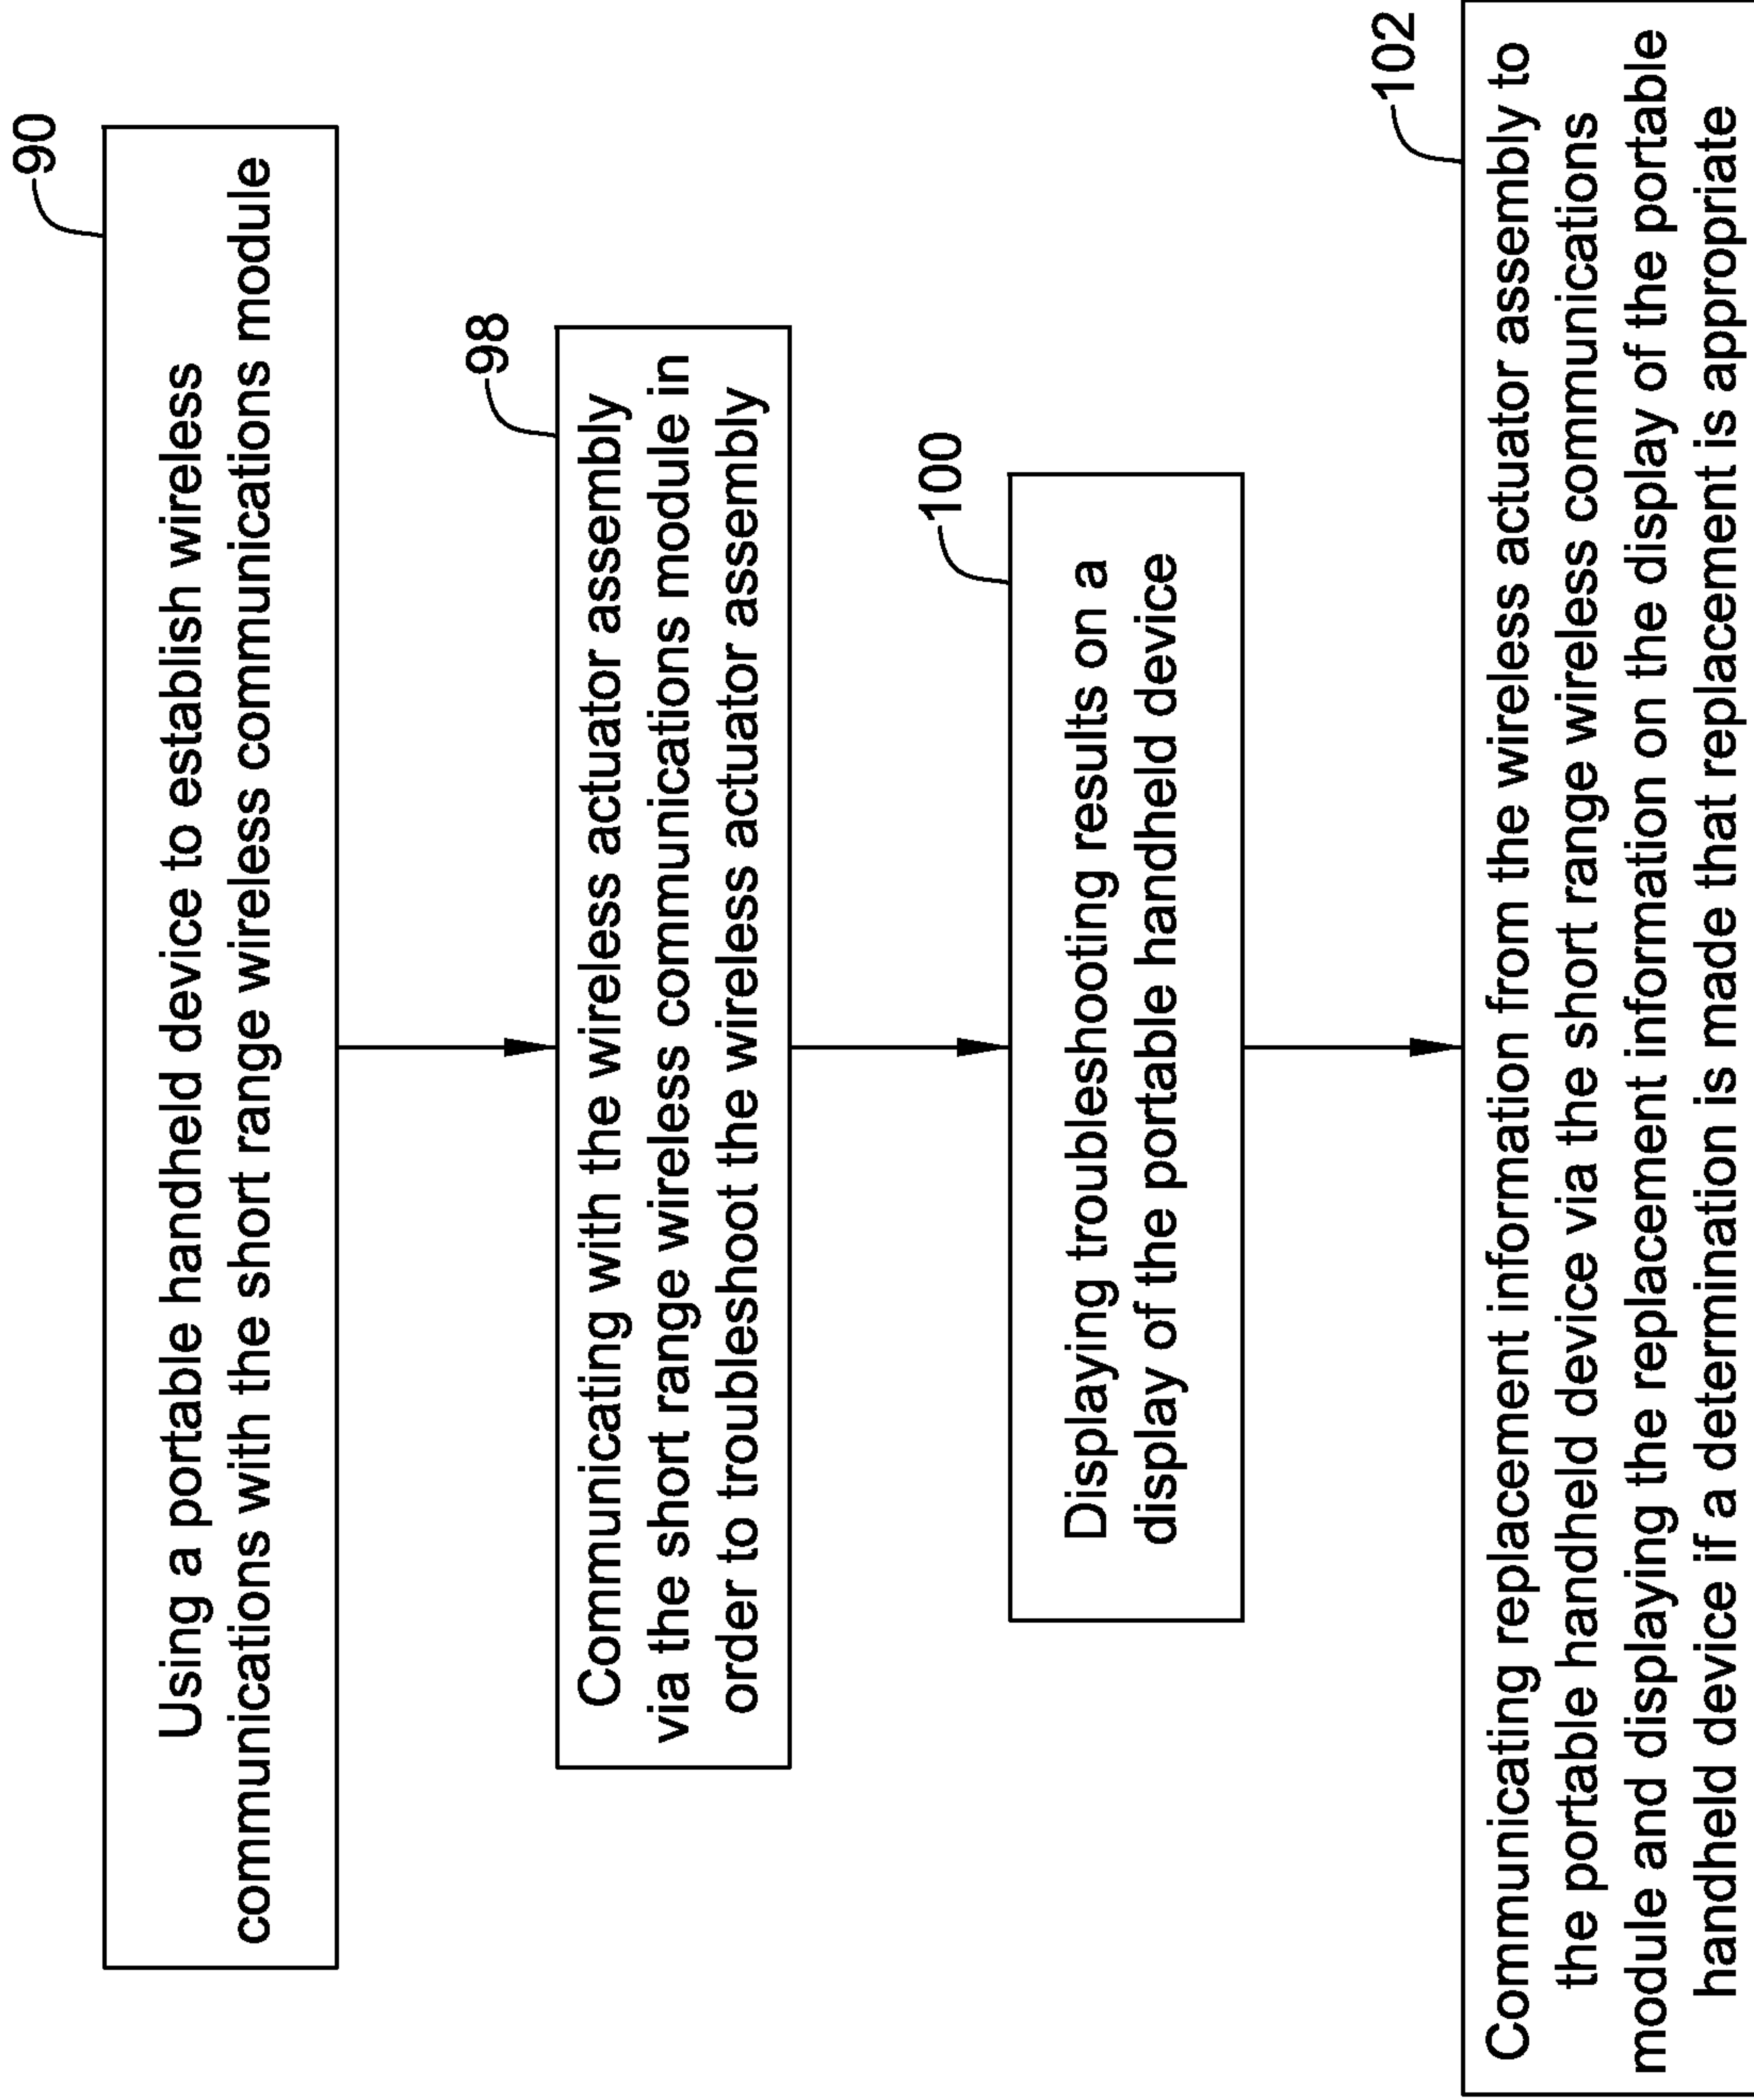 90
Using a portable handheld device to establish wireless
communications with the short range wireless communications module
98
Communicating with the wireless actuator assembly
via the short range wireless communications module in
order to troubleshoot the wireless actuator assembly
100
Displaying troubleshooting results on a
display of the portable handheld device
102
Communicating replacement information from the wireless actuator assembly to
the portable handheld device via the short range wireless communications
module and displaying the replacement information on the display of the portable
handheld device if a determination is made that replacement is appropriate